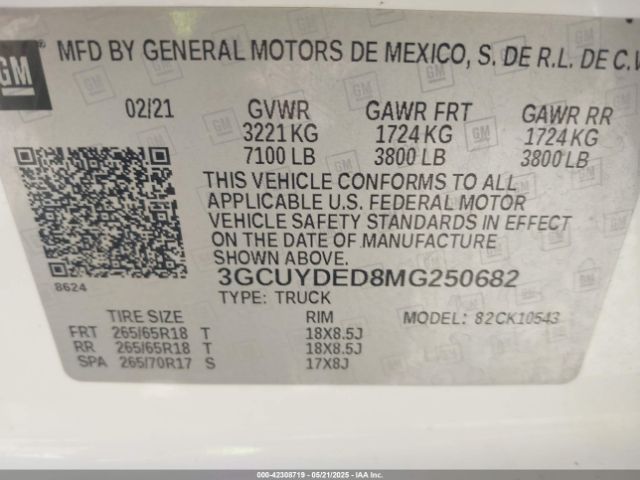 GM MFD BY GENERAL MOTORS DE MEXICO, S. DE R.L. DE C.V
02/21 GVWR GAWR FRT GAWR RR
3221 KG 1724 KG 1724 KG
7100 LB 3800 LB 3800 LB
THIS VEHICLE CONFORMS TO ALL
APPLICABLE U.S. FEDERAL MOTOR
VEHICLE SAFETY STANDARDS IN EFFECT
ON THE DATE OF MANUFACTURE
SHOWN ABOVE.
8624 3GCUYDED8MG250682
TYPE: TRUCK
TIRE SIZE RIM MODEL: 82CK10543
FRT 265/65R18 T 18X8.5J
RR 265/65R18 T 18X8.5J
SPA 265/70R17 S 17X8J
000-42308719 05/21/2025 - IAAI.COM